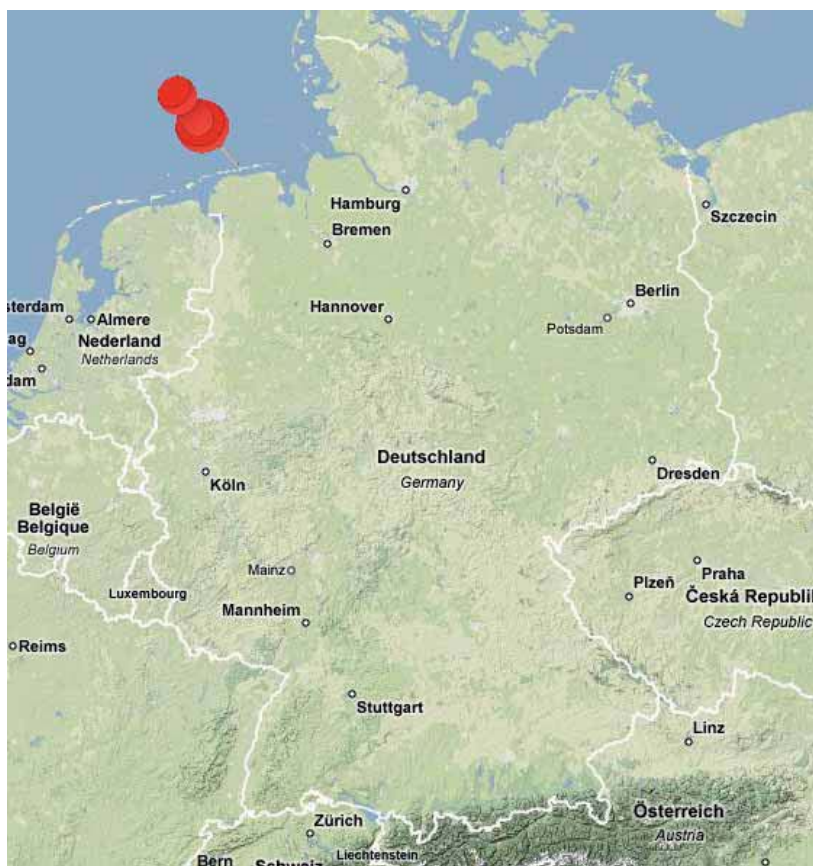 Hamburg
Szczecin
Bremen
Berlin
sterdam
Almere
Hannover
Potsdam
Nederland
Netherlands
ag
dam
Deutschland
Germany
Köln
Dresden
België
Belgique
Belgium
Mainz
Praha
Plzeň
Luxembourg
Česká Republi
Czech Republic
Mannheim
Reims
Stuttgart
Linz
Österreich
Austria
Zürich
Liechtenstein
Bern
Schweiz